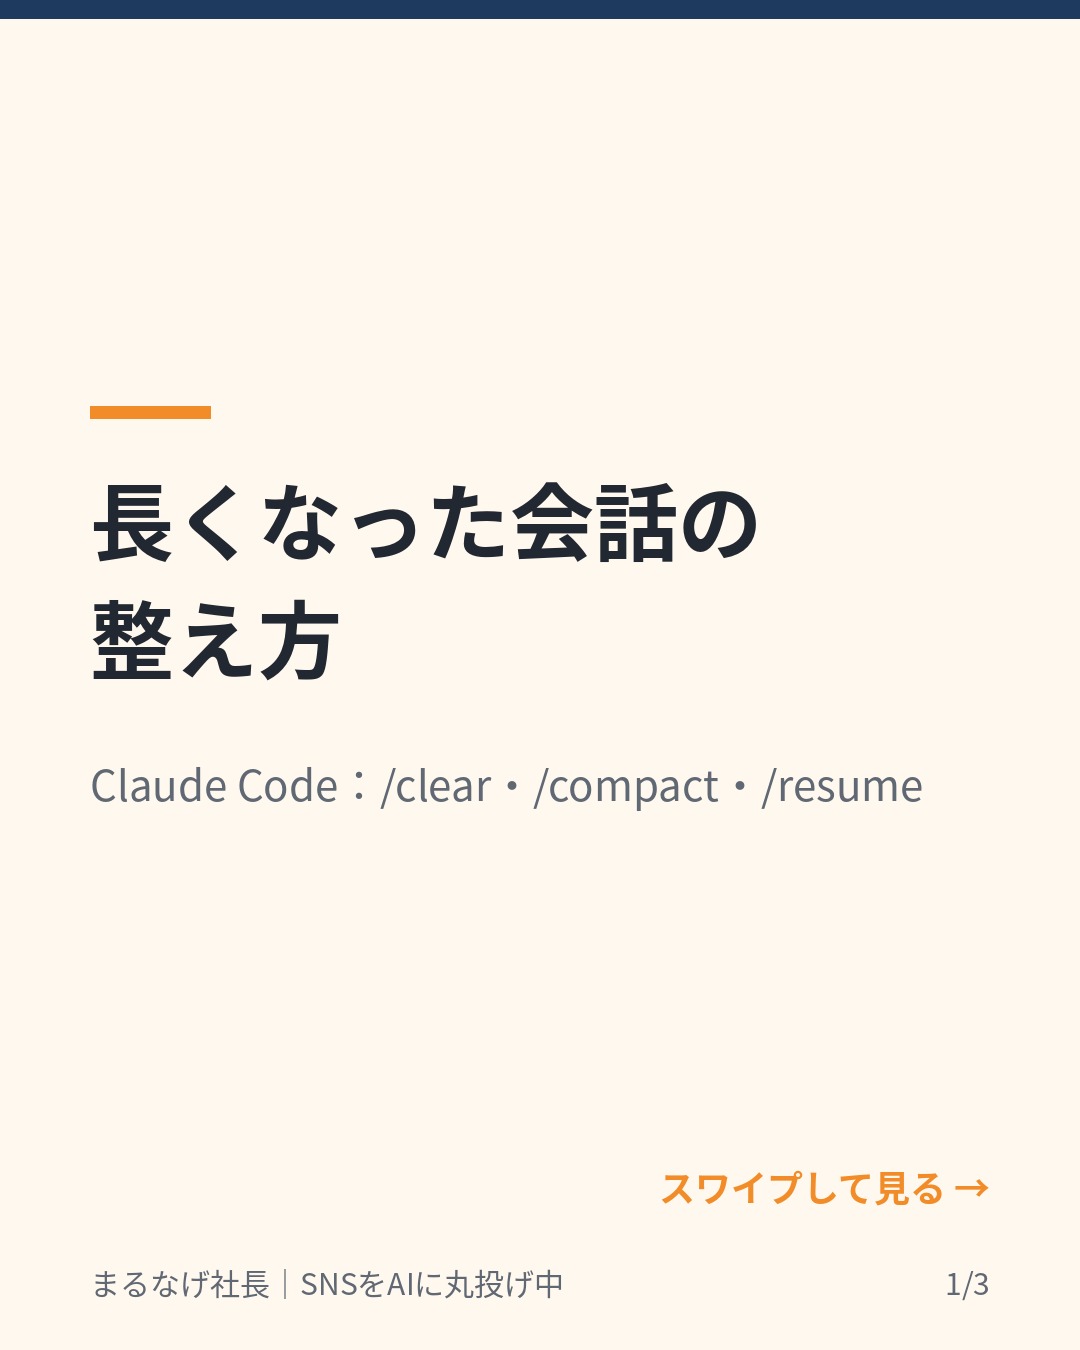 長くなった会話の
整え方
Claude Code：/clear・/compact・/resume
スワイプして見る →
まるなげ社長｜SNSをAIに丸投げ中
1/3